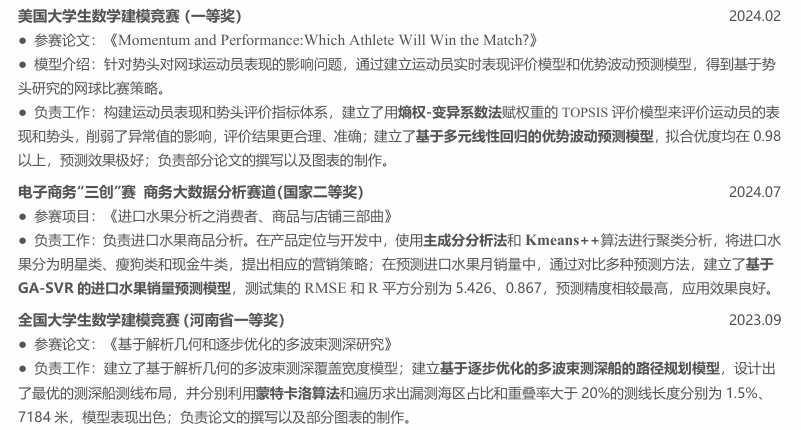 美国大学生数学建模竞赛 (一等奖) 2024.02
● 参赛论文：《Momentum and Performance:Which Athlete Will Win the Match?》
● 模型介绍：针对势头对网球运动员表现的影响问题，通过建立运动员实时表现评价模型和优势波动预测模型，得到基于势
头研究的网球比赛策略。
● 负责工作：构建运动员表现和势头评价指标体系，建立了用熵权-变异系数法赋权重的 TOPSIS 评价模型来评价运动员的表
现和势头，削弱了异常值的影响，评价结果更合理、准确；建立了基于多元线性回归的优势波动预测模型，拟合优度均在 0.98
以上，预测效果极好；负责部分论文的撰写以及图表的制作。
电子商务“三创”赛 商务大数据分析赛道(国家二等奖) 2024.07
● 参赛项目：《进口水果分析之消费者、商品与店铺三部曲》
● 负责工作：负责进口水果商品分析。在产品定位与开发中，使用主成分分析法和 Kmeans++算法进行聚类分析，将进口水
果分为明星类、瘦狗类和现金牛类，提出相应的营销策略；在预测进口水果月销量中，通过对比多种预测方法，建立了基于
GA-SVR 的进口水果销量预测模型，测试集的 RMSE 和 R 平方分别为 5.426、0.867，预测精度相较最高，应用效果良好。
全国大学生数学建模竞赛 (河南省一等奖) 2023.09
● 参赛论文：《基于解析几何和逐步优化的多波束测深研究》
● 负责工作：建立了基于解析几何的多波束测深覆盖宽度模型；建立基于逐步优化的多波束测深船的路径规划模型，设计出
了最优的测深船测线布局，并分别利用蒙特卡洛算法和遍历求出漏测海区占比和重叠率大于 20%的测线长度分别为 1.5%、
7184 米，模型表现出色；负责论文的撰写以及部分图表的制作。